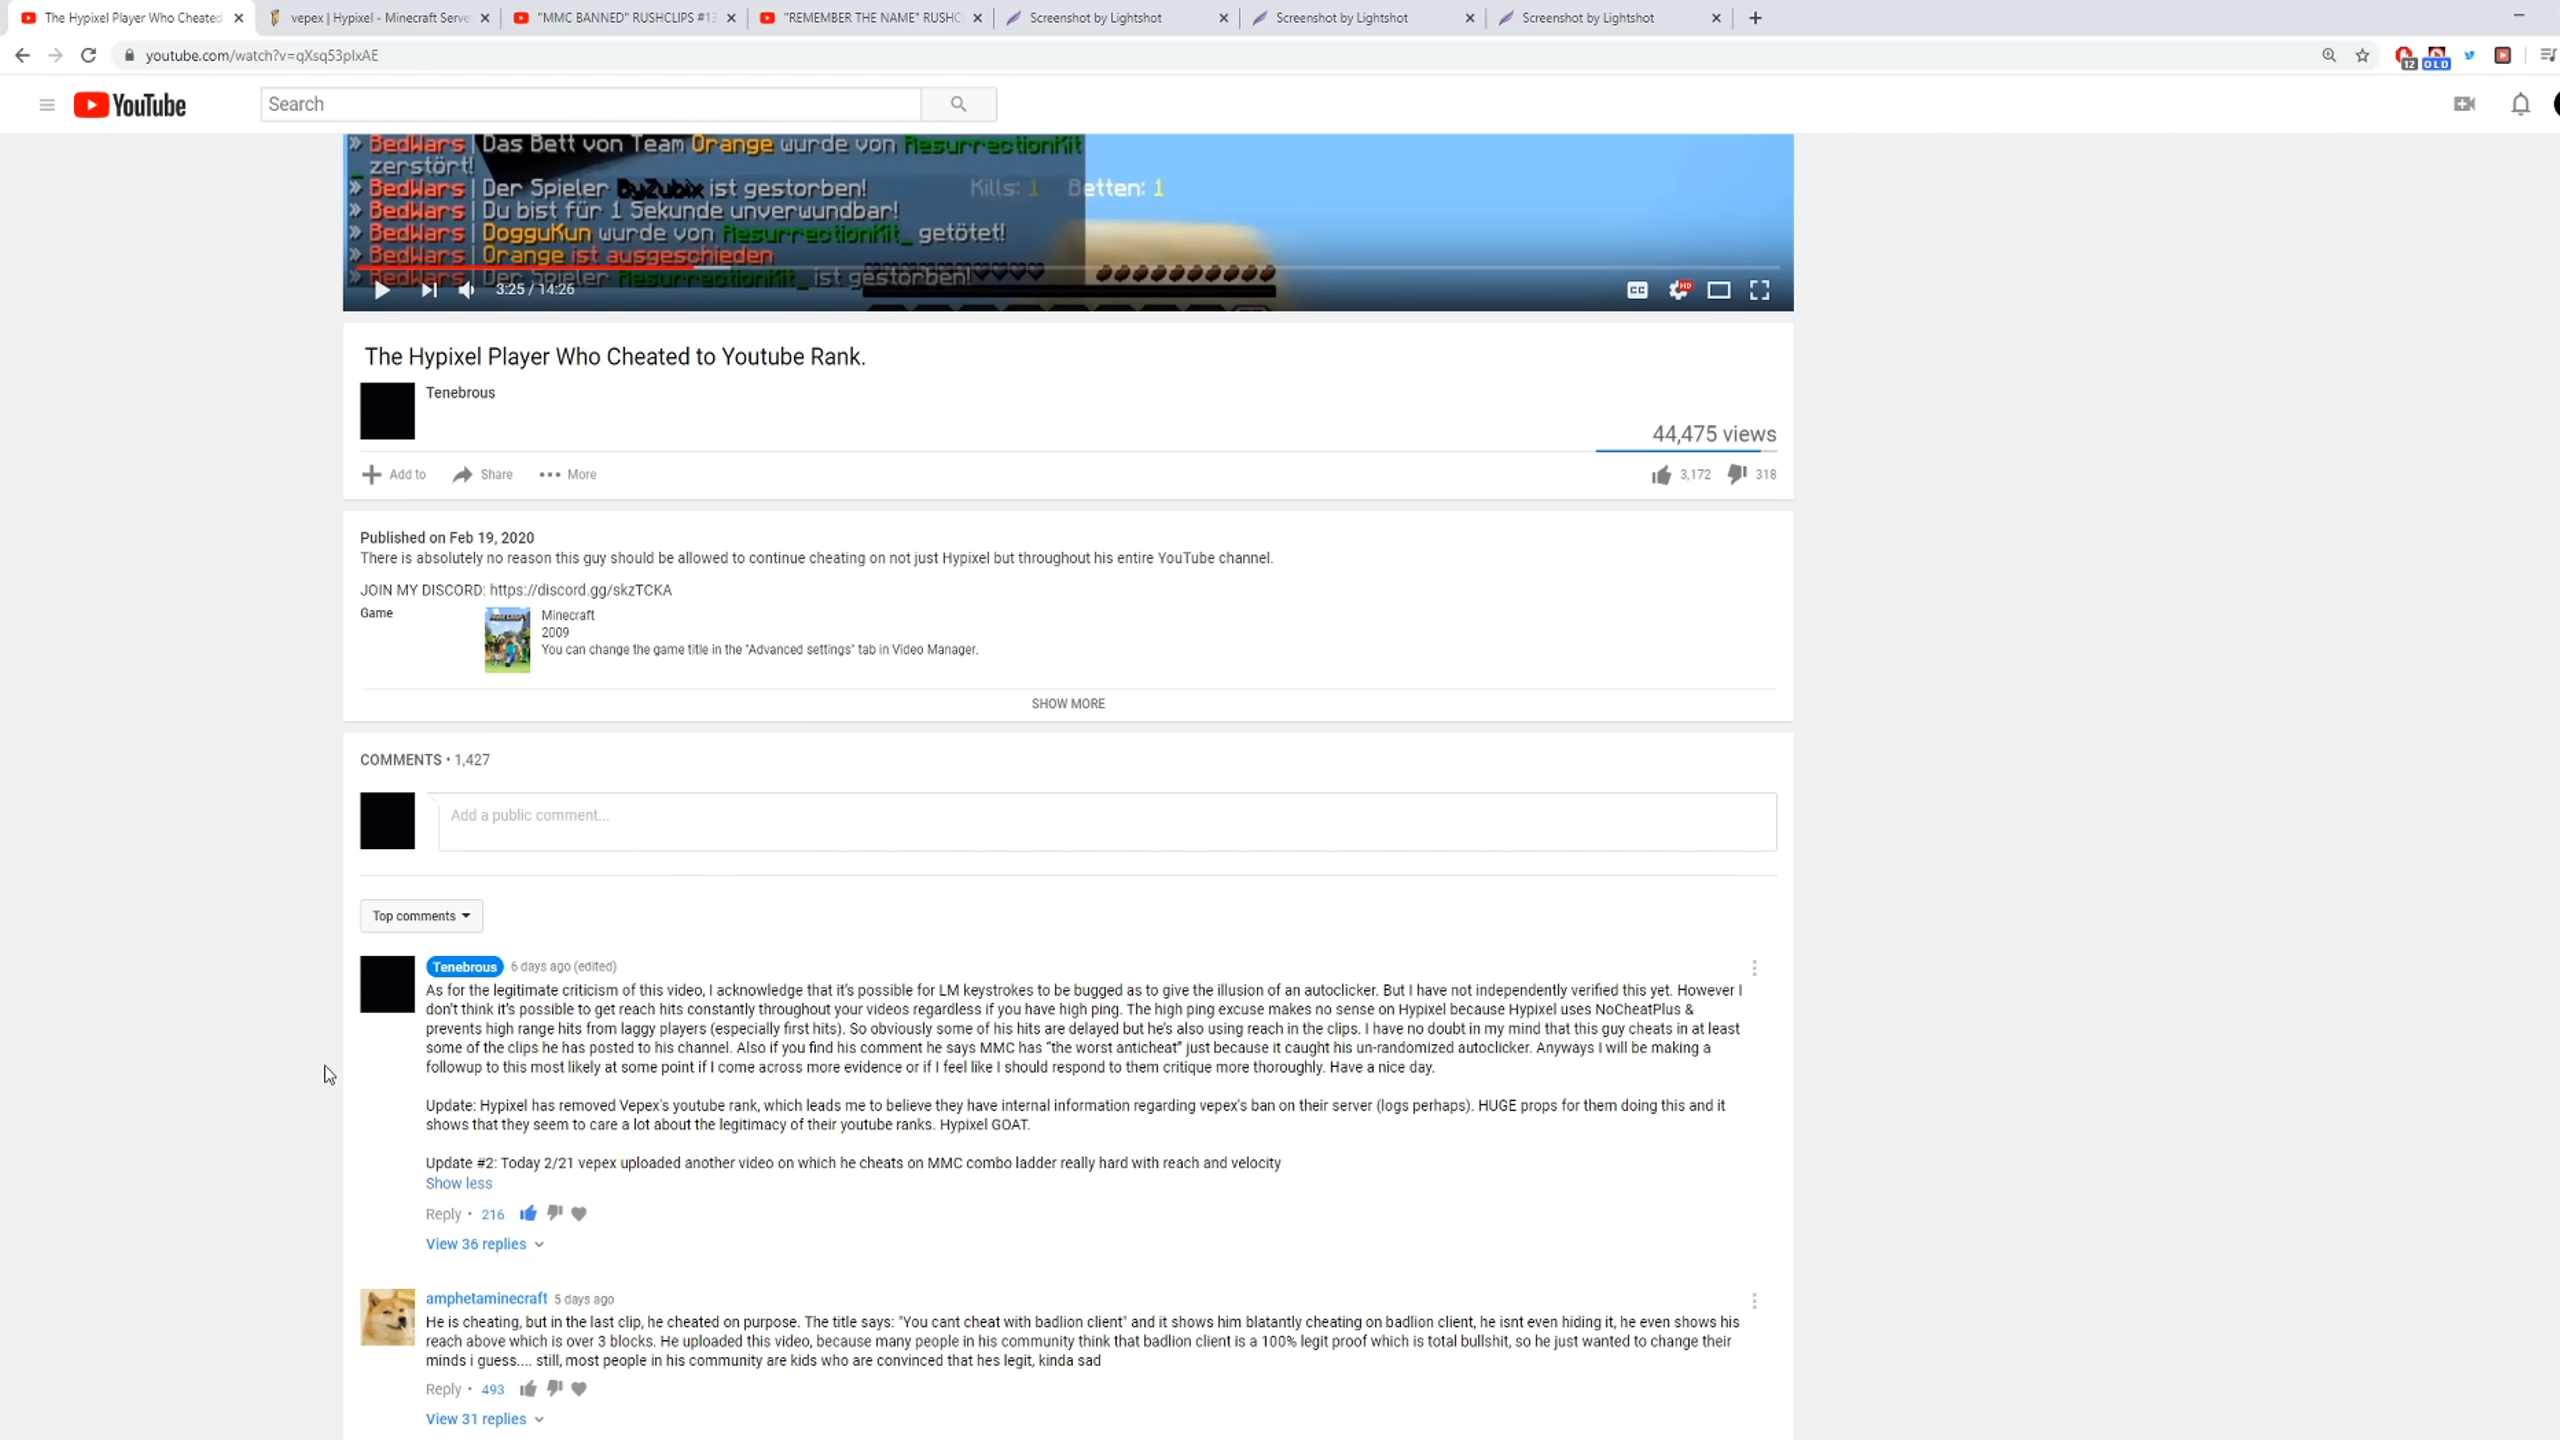 The Hypixel Player Who Cheated
vepex | Hypixel - Minecraft Serve
"MMC BANNED" RUSHCLIPS #13
"REMEMBER THE NAME" RUSHC
Screenshot by Lightshot
Screenshot by Lightshot
Screenshot by Lightshot
youtube.com/watch?v=qXsq53pIxAE
12
OLD
YouTube
Search
» BedWars | Das Bett von Team Orange wurde von ResurrectionKit
_ zerstört!
» BedWars | Der Spieler ByZubix ist gestorben!
Kills: 1 Betten: 1
» BedWars | Du bist für 1 Sekunde unverwundbar!
» BedWars | DogguKun wurde von ResurrectionKit_ getötet!
» BedWars | Orange ist ausgeschieden
» BedWars | Der Spieler ResurrectionKit_ ist gestorben!
3:25 / 14:26
CC
HD
The Hypixel Player Who Cheated to Youtube Rank.
Tenebrous
44,475 views
Add to
Share
More
3,172
318
Published on Feb 19, 2020
There is absolutely no reason this guy should be allowed to continue cheating on not just Hypixel but throughout his entire YouTube channel.
JOIN MY DISCORD: https://discord.gg/skzTCKA
Game
Minecraft
2009
You can change the game title in the "Advanced settings" tab in Video Manager.
SHOW MORE
COMMENTS • 1,427
Add a public comment...
Top comments
Tenebrous 6 days ago (edited)
As for the legitimate criticism of this video, I acknowledge that it's possible for LM keystrokes to be bugged as to give the illusion of an autoclicker. But I have not independently verified this yet. However I
don't think it's possible to get reach hits constantly throughout your videos regardless if you have high ping. The high ping excuse makes no sense on Hypixel because Hypixel uses NoCheatPlus &
prevents high range hits from laggy players (especially first hits). So obviously some of his hits are delayed but he's also using reach in the clips. I have no doubt in my mind that this guy cheats in at least
some of the clips he has posted to his channel. Also if you find his comment he says MMC has "the worst anticheat" just because it caught his un-randomized autoclicker. Anyways I will be making a
followup to this most likely at some point if I come across more evidence or if I feel like I should respond to them critique more thoroughly. Have a nice day.
Update: Hypixel has removed Vepex's youtube rank, which leads me to believe they have internal information regarding vepex's ban on their server (logs perhaps). HUGE props for them doing this and it
shows that they seem to care a lot about the legitimacy of their youtube ranks. Hypixel GOAT.
Update #2: Today 2/21 vepex uploaded another video on which he cheats on MMC combo ladder really hard with reach and velocity
Show less
Reply • 216
View 36 replies
amphetaminecraft 5 days ago
He is cheating, but in the last clip, he cheated on purpose. The title says: "You cant cheat with badlion client" and it shows him blatantly cheating on badlion client, he isnt even hiding it, he even shows his
reach above which is over 3 blocks. He uploaded this video, because many people in his community think that badlion client is a 100% legit proof which is total bullshit, so he just wanted to change their
minds i guess.... still, most people in his community are kids who are convinced that hes legit, kinda sad
Reply • 493
View 31 replies